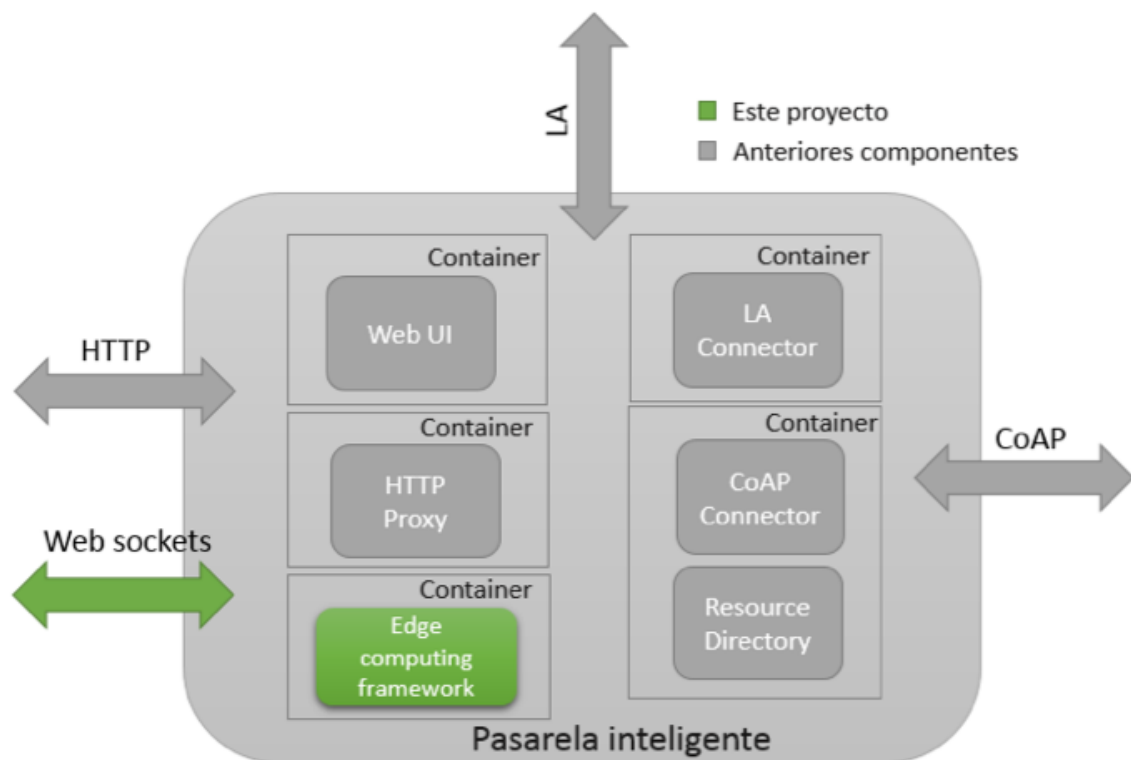 LA
Este proyecto
Anteriores componentes
Container
Web UI
Container
LA
Connector
HTTP
Container
HTTP
Proxy
Container
CoAP
Connector
CoAP
Web sockets
Container
Edge
computing
framework
Resource
Directory
Pasarela inteligente